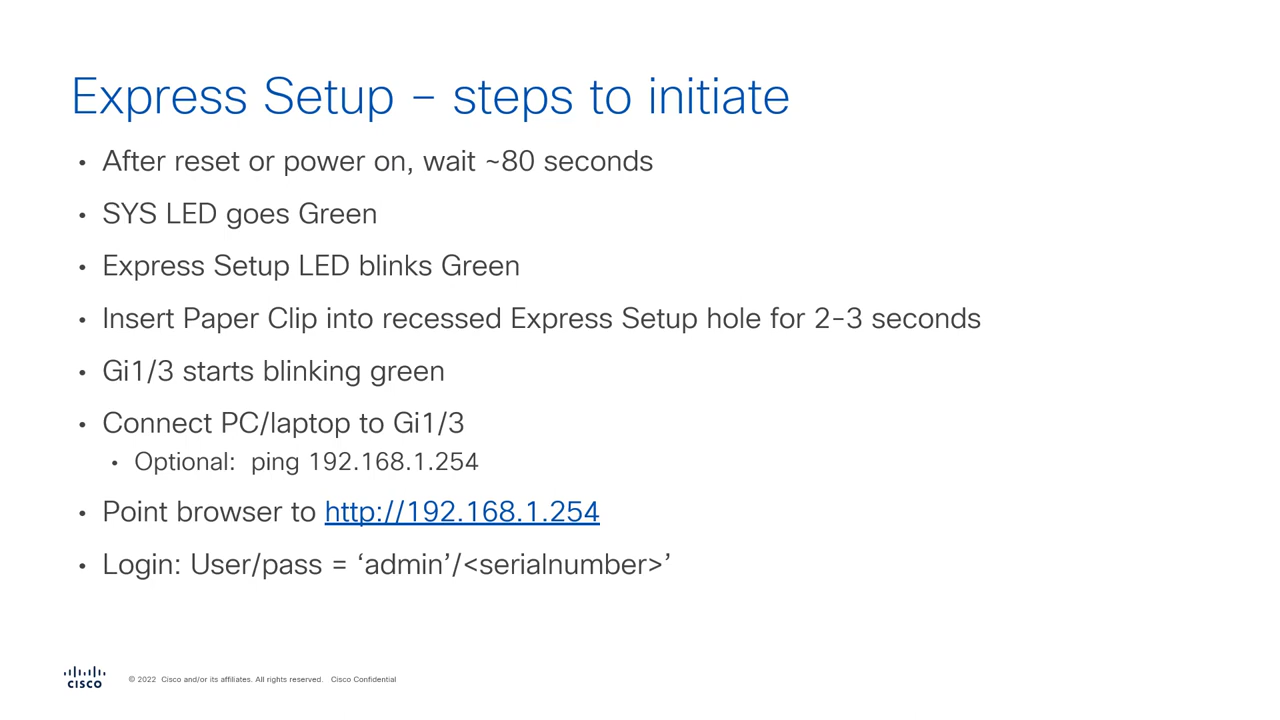 Express Setup – steps to initiate
• After reset or power on, wait ~80 seconds
• SYS LED goes Green
• Express Setup LED blinks Green
• Insert Paper Clip into recessed Express Setup hole for 2-3 seconds
• Gi1/3 starts blinking green
• Connect PC/laptop to Gi1/3
• Optional:  ping 192.168.1.254
• Point browser to http://192.168.1.254
• Login: User/pass = ‘admin’/<serialnumber>’
CISCO
© 2022 Cisco and/or its affiliates. All rights reserved. Cisco Confidential